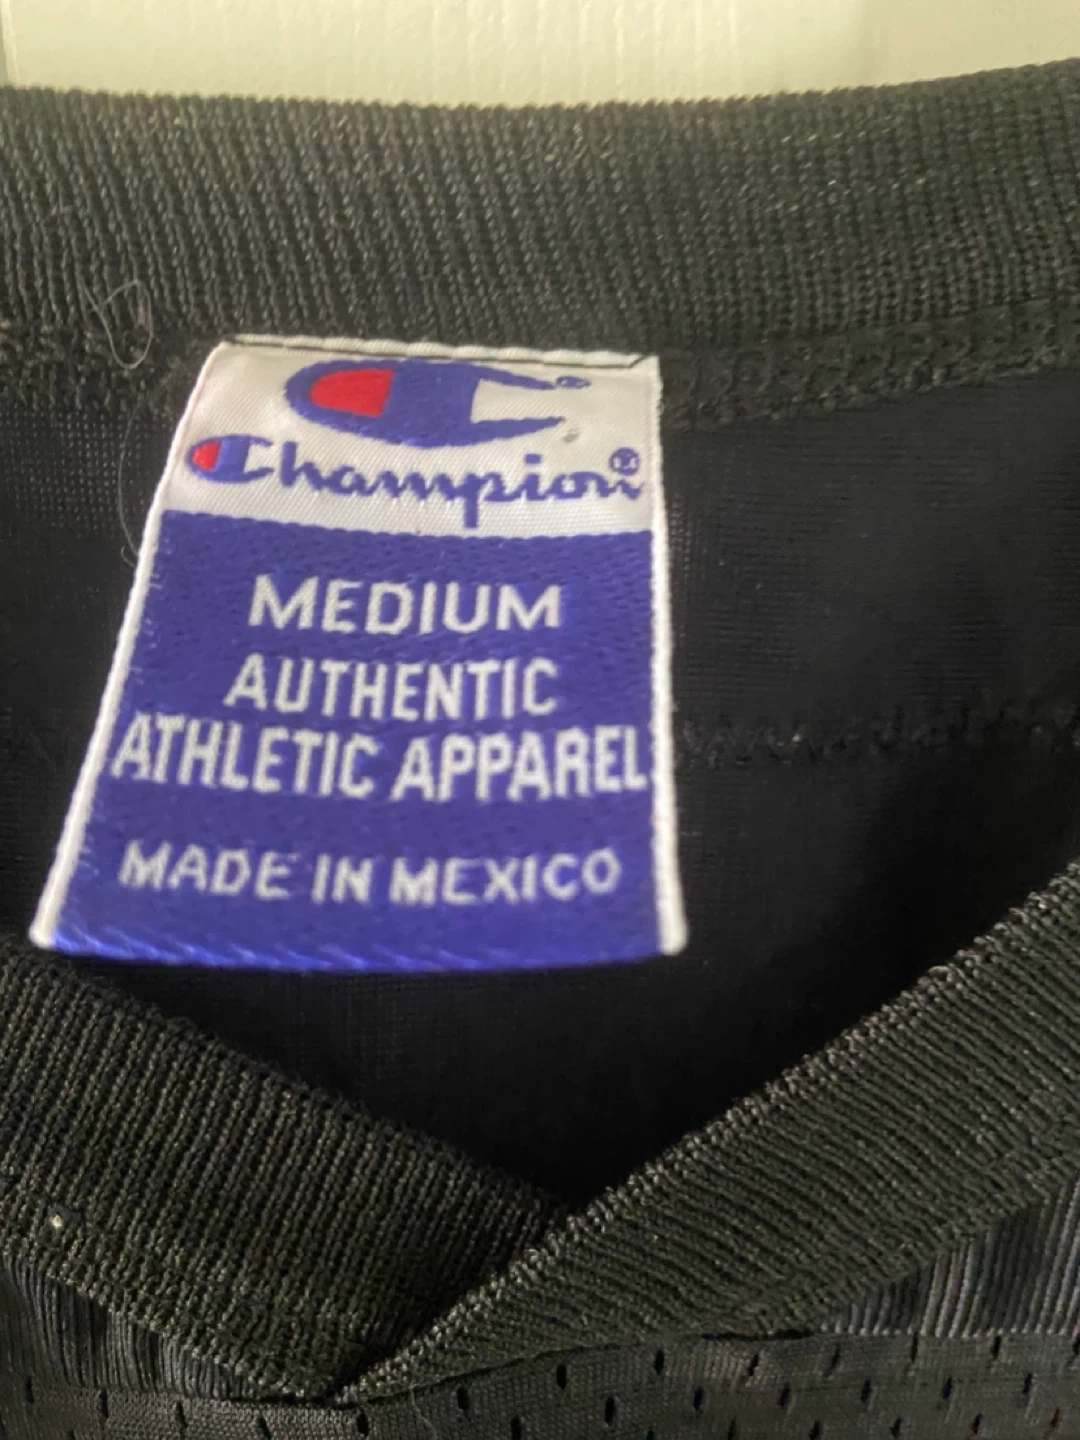 Champion
MEDIUM
AUTHENTIC
ATHLETIC APPAREL
MADE IN MEXICO